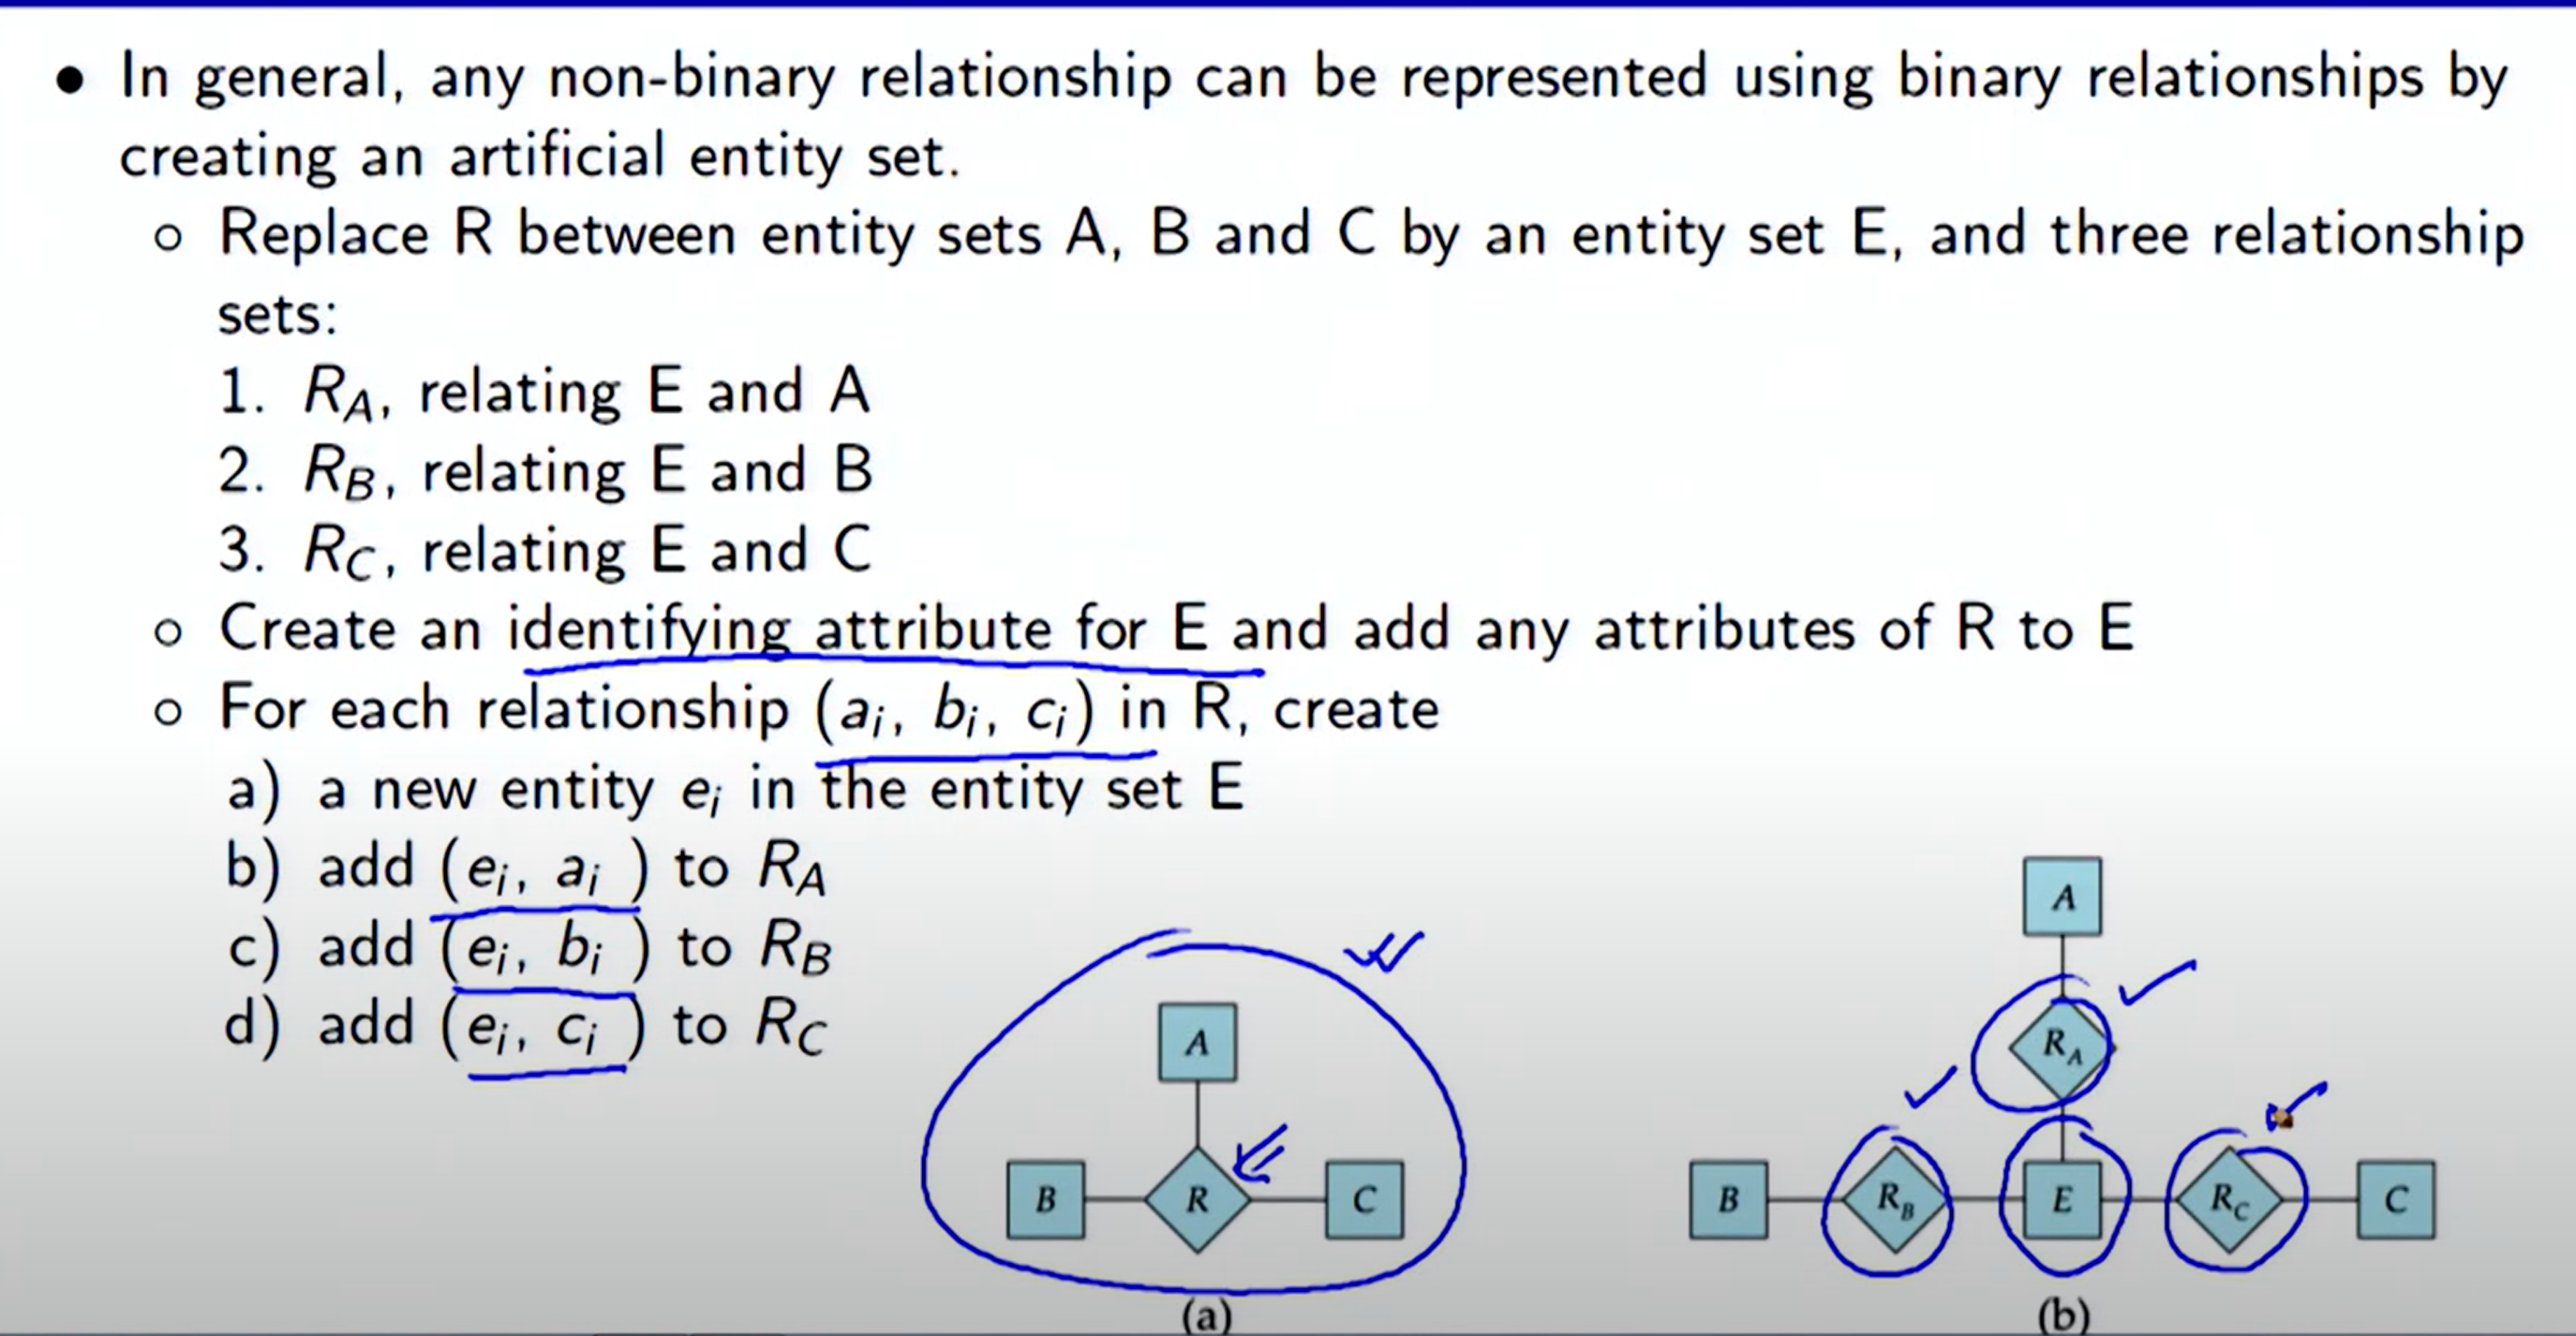 • In general, any non-binary relationship can be represented using binary relationships by
creating an artificial entity set.
○ Replace R between entity sets A, B and C by an entity set E, and three relationship
sets:
1. R_A, relating E and A
2. R_B, relating E and B
3. R_C, relating E and C
○ Create an identifying attribute for E and add any attributes of R to E
○ For each relationship (a_i, b_i, c_i) in R, create
a) a new entity e_i in the entity set E
b) add (e_i, a_i ) to R_A
c) add (e_i, b_i ) to R_B
d) add (e_i, c_i ) to R_C
A
B R C
(a)
A
R_A
B R_B E R_C C
(b)